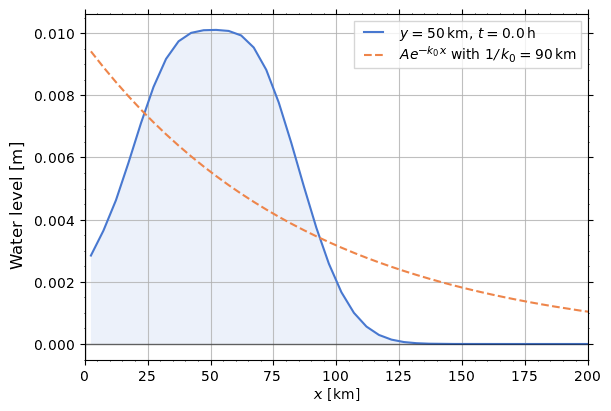 y = 50 km, t = 0.0 h
Ae^{-k_0 x} with 1/k_0 = 90 km
Water level [m]
0.010
0.008
0.006
0.004
0.002
0.000
0 25 50 75 100 125 150 175 200
x [km]